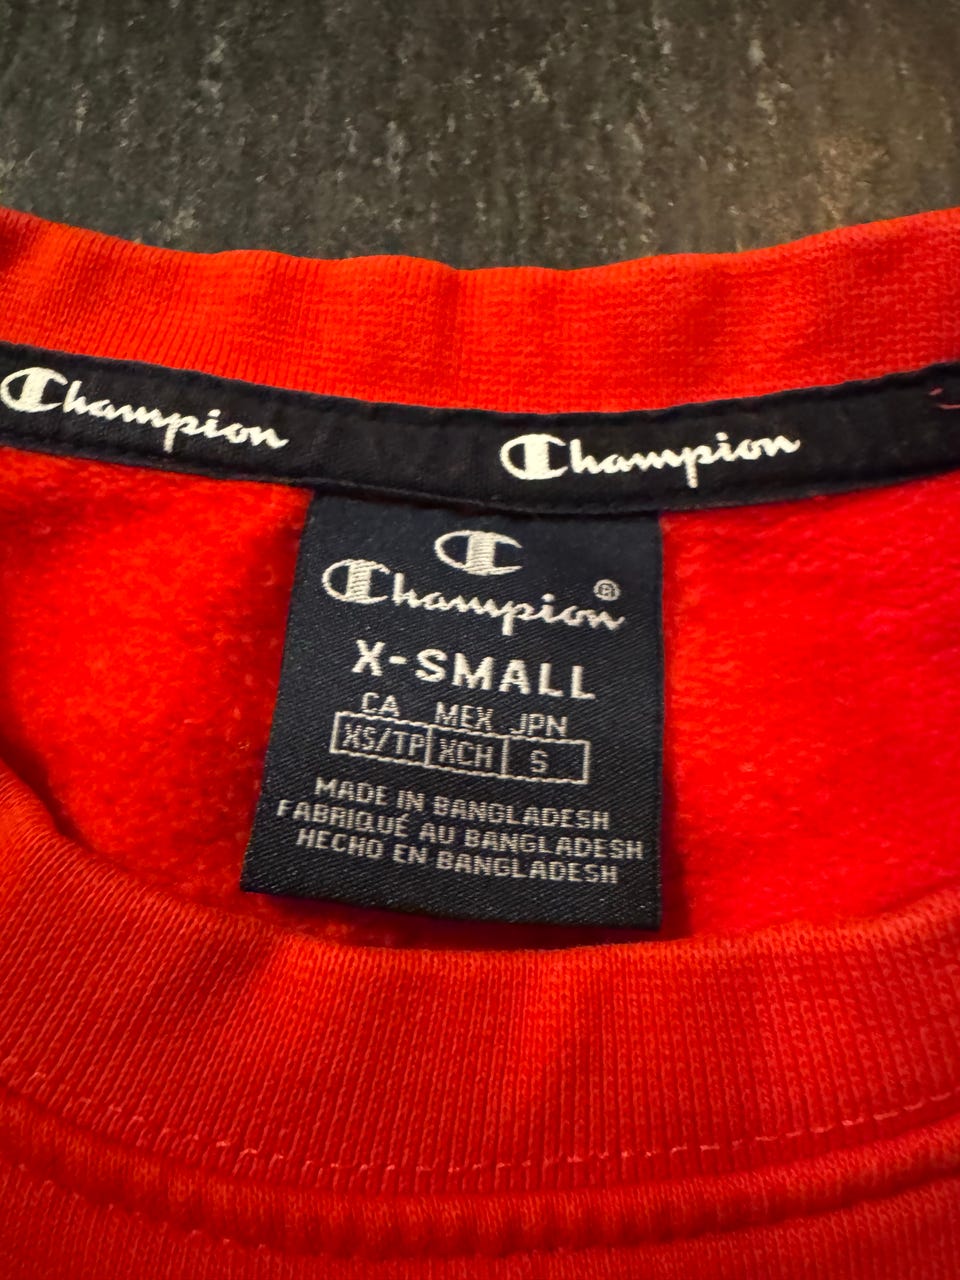 Champion
Champion
Champion®
X-SMALL
CA MEX JPN
XS/TP XCH S
MADE IN BANGLADESH
FABRIQUÉ AU BANGLADESH
HECHO EN BANGLADESH